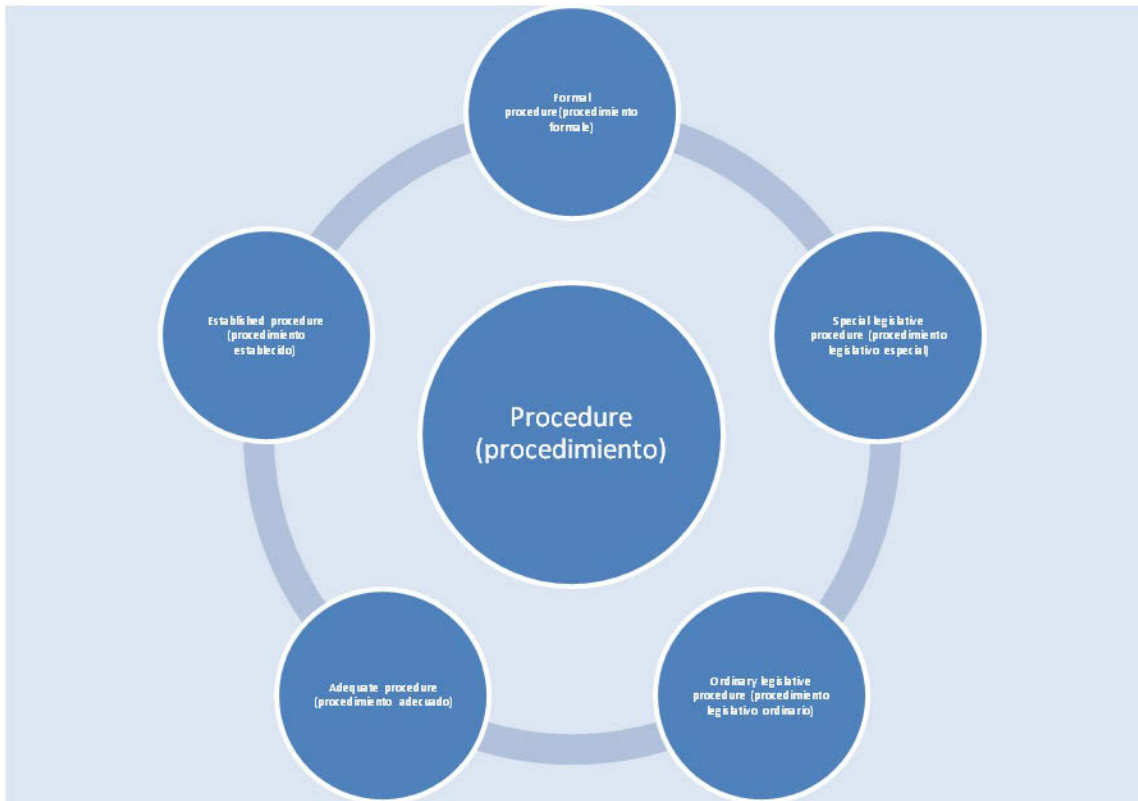 Formal
procedure(procedimiento
formale)
Special legislative
procedure (procedimiento
legislativo especial)
Ordinary legislative
procedure (procedimiento
legislativo ordinario)
Adequate procedure
(procedimiento adecuado)
Established procedure
(procedimiento
establecido)
Procedure
(procedimiento)